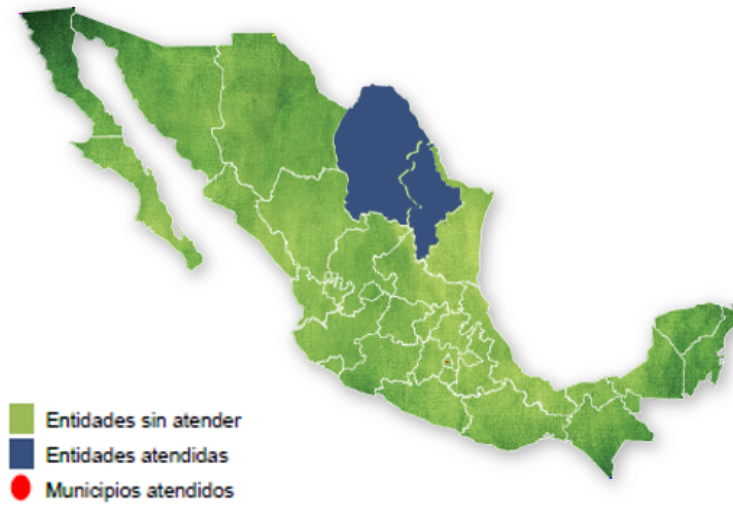 Entidades sin atender
Entidades atendidas
Municipios atendidos